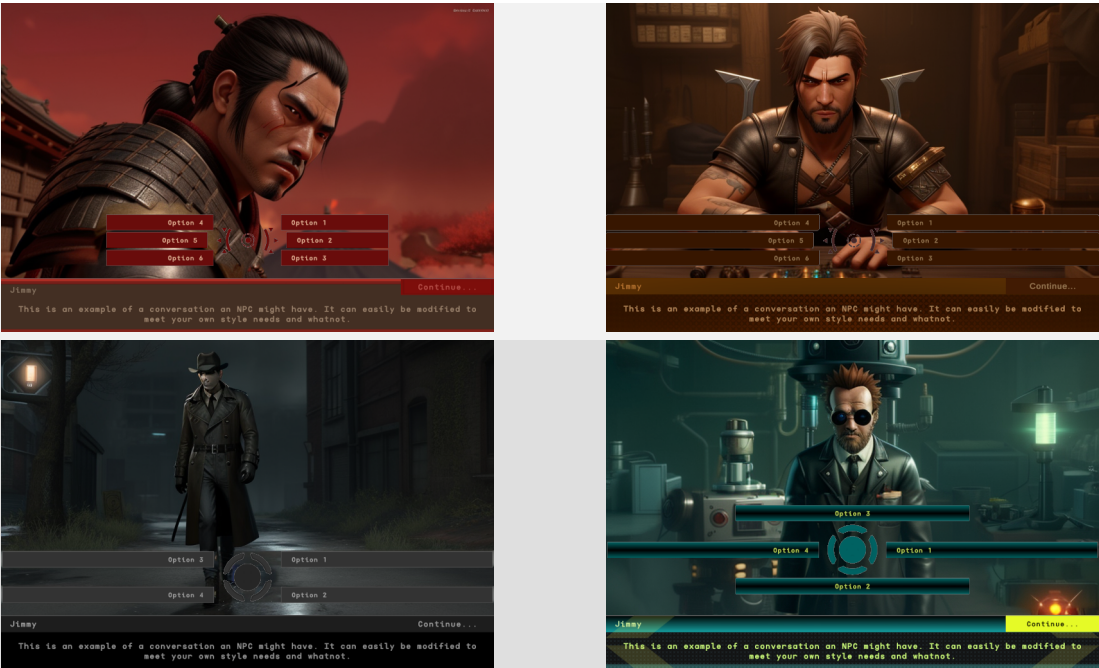 Option 4 Option 1
Option 5 Option 2
Option 6 Option 3
Jimmy Continue...
This is an example of a conversation an NPC might have. It can easily be modified to
meet your own style needs and whatnot.
Option 4 Option 1
Option 5 Option 2
Option 6 Option 3
Jimmy Continue...
This is an example of a conversation an NPC might have. It can easily be modified to
meet your own style needs and whatnot.
Option 3 Option 1
Option 4 Option 2
Jimmy Continue...
This is an example of a conversation an NPC might have. It can easily be modified to
meet your own style needs and whatnot.
Option 3
Option 4 Option 1
Option 2
Jimmy Continue...
This is an example of a conversation an NPC might have. It can easily be modified to
meet your own style needs and whatnot.